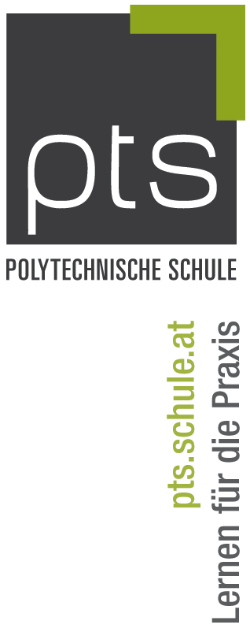 pts
POLYTECHNISCHE SCHULE
pts.schule.at
Lernen für die Praxis